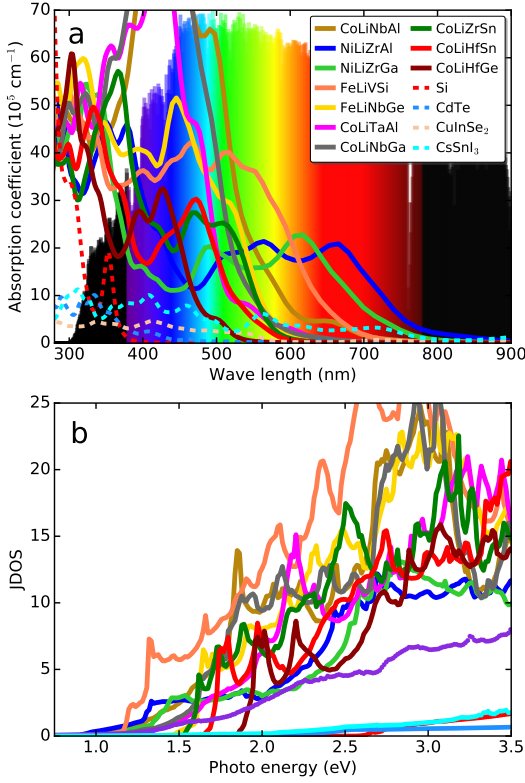 a
70
60
50
40
30
20
10
0
Absorption coefficient (10⁵ cm⁻¹)
CoLiNbAl
NiLiZrAl
NiLiZrGa
FeLiVSi
FeLiNbGe
CoLiTaAl
CoLiNbGa
CoLiZrSn
CoLiHfSn
CoLiHfGe
Si
CdTe
CuInSe₂
CsSnI₃
300 400 500 600 700 800 900
Wave length (nm)
b
25
20
15
10
5
0
JDOS
1.0 1.5 2.0 2.5 3.0 3.5
Photo energy (eV)